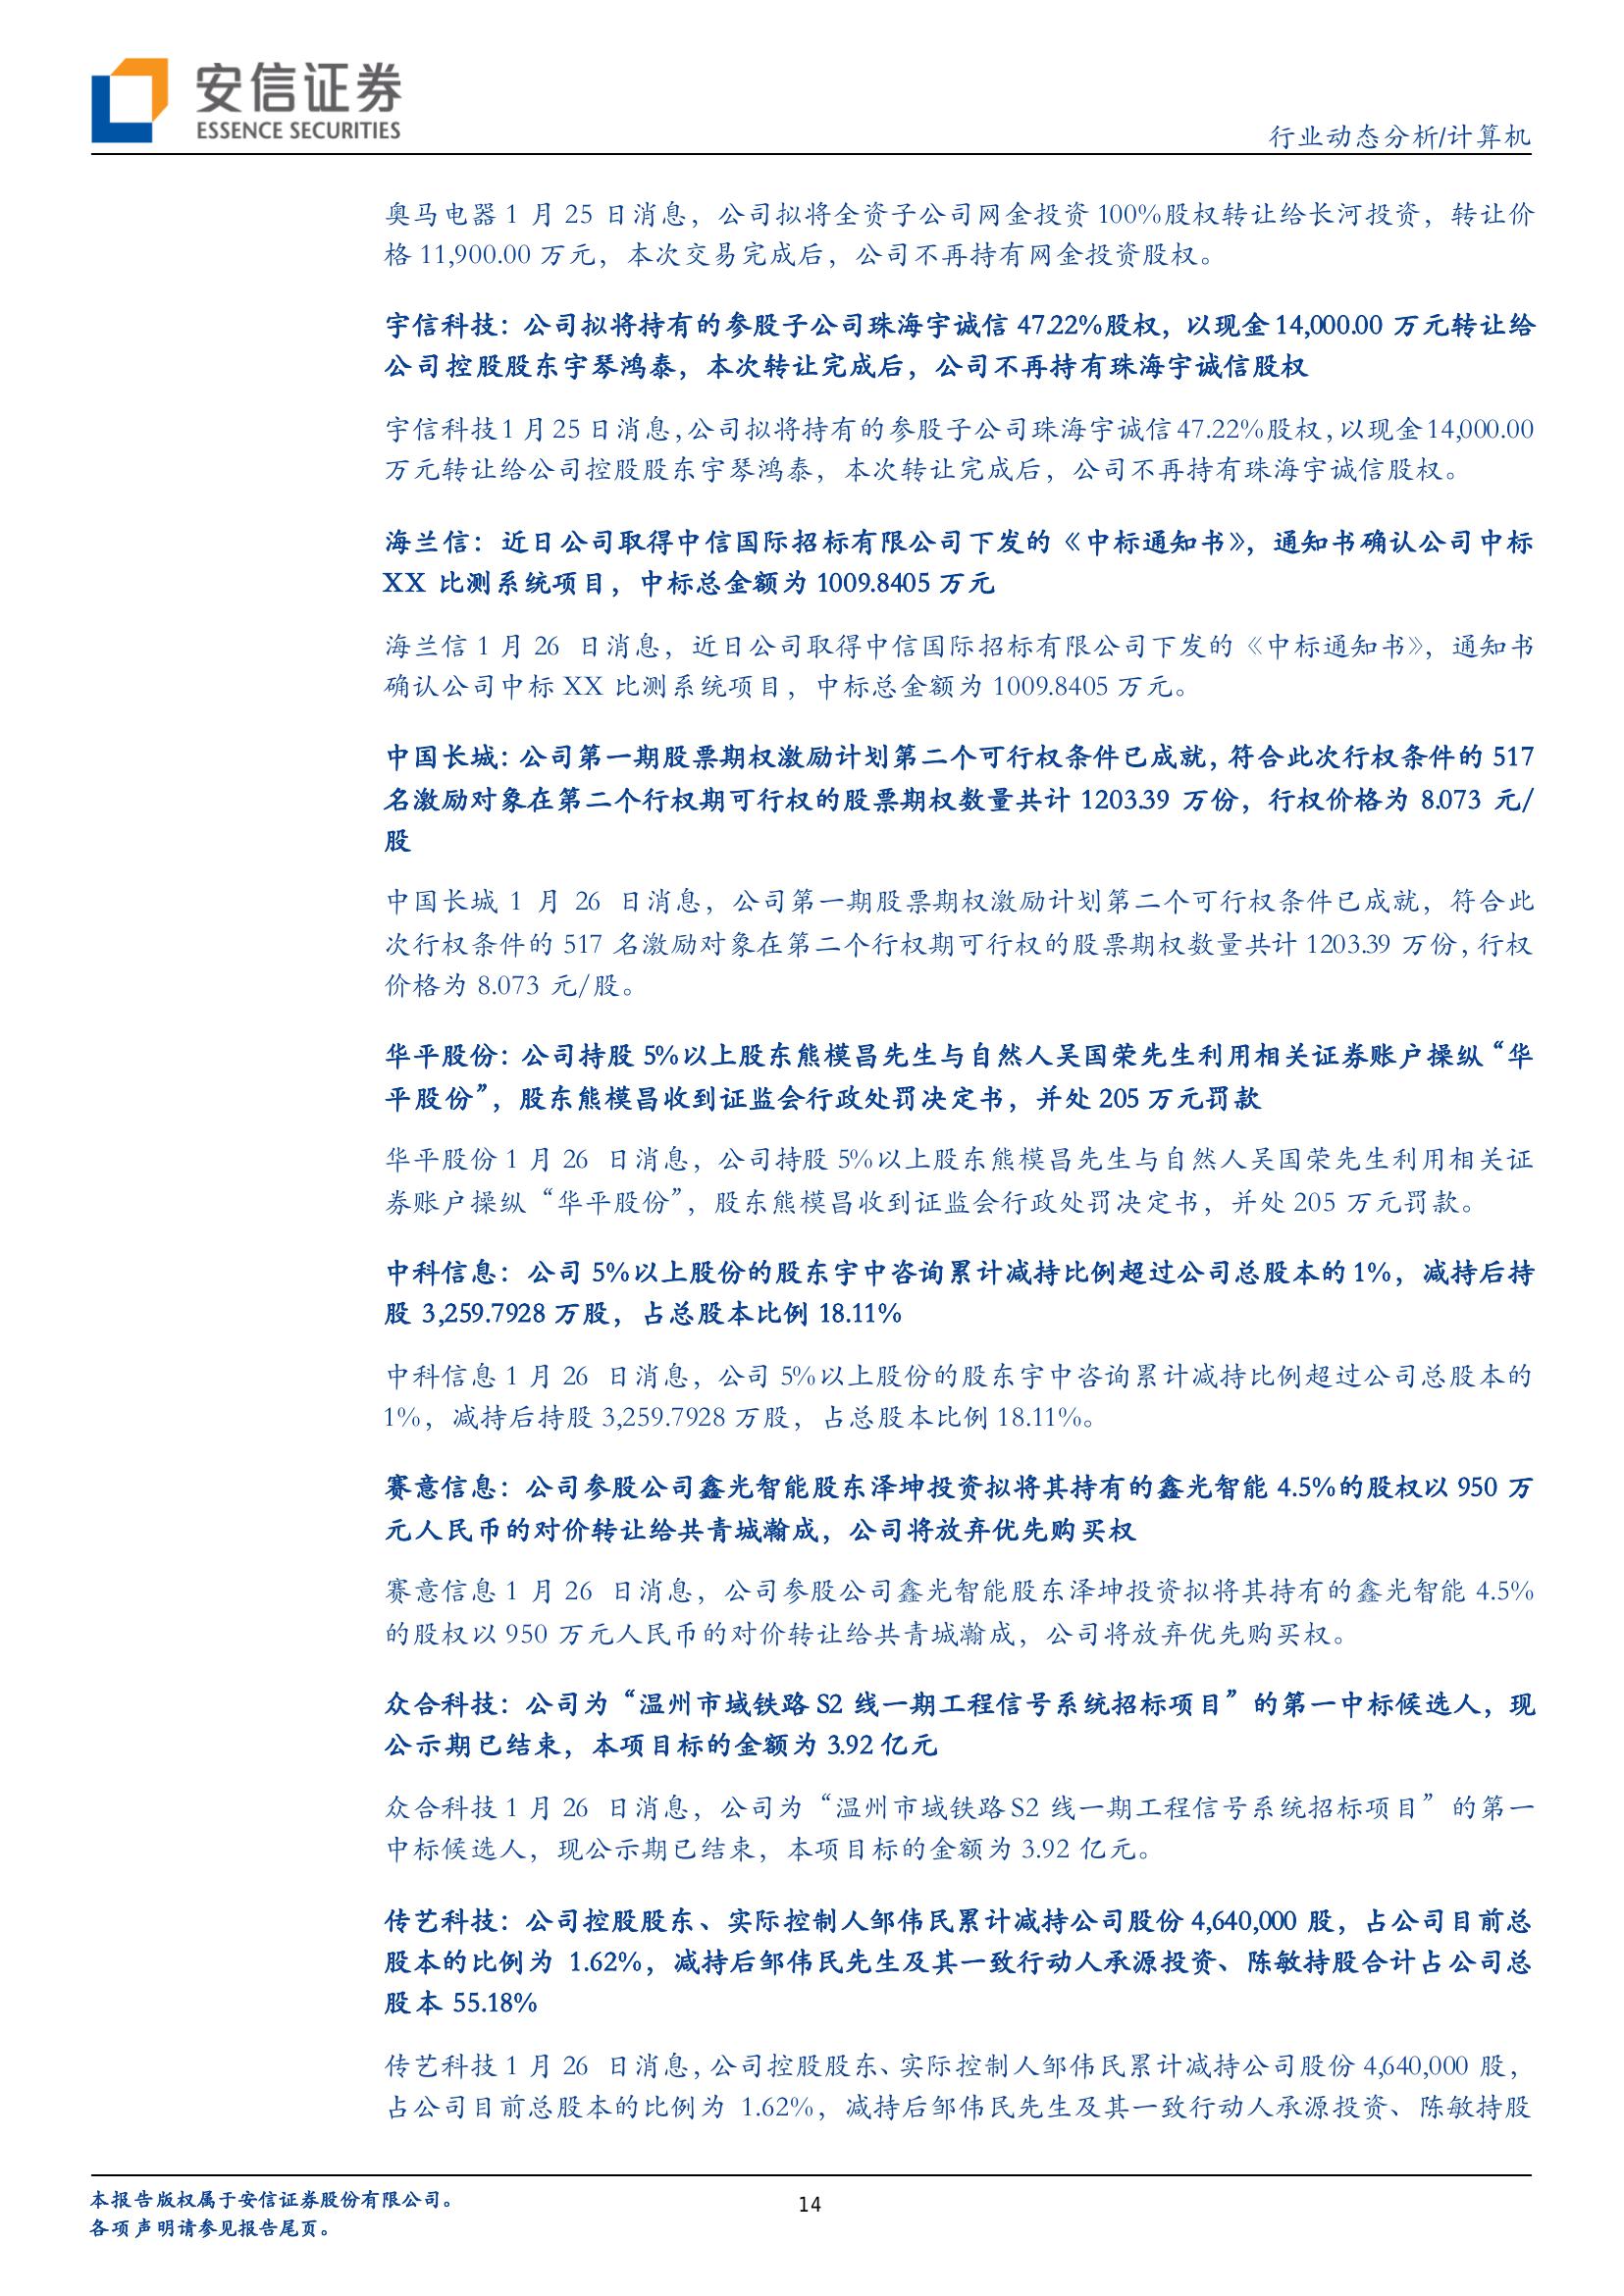 安信证券
ESSENCE SECURITIES
行业动态分析/计算机
奥马电器 1 月 25 日消息，公司拟将全资子公司网金投资 100%股权转让给长河投资，转让价
格 11,900.00 万元，本次交易完成后，公司不再持有网金投资股权。
宇信科技：公司拟将持有的参股子公司珠海宇诚信 47.22%股权，以现金 14,000.00 万元转让给
公司控股股东宇琴鸿泰，本次转让完成后，公司不再持有珠海宇诚信股权
宇信科技 1 月 25 日消息，公司拟将持有的参股子公司珠海宇诚信 47.22%股权，以现金 14,000.00
万元转让给公司控股股东宇琴鸿泰，本次转让完成后，公司不再持有珠海宇诚信股权。
海兰信：近日公司取得中信国际招标有限公司下发的《中标通知书》，通知书确认公司中标
XX 比测系统项目，中标总金额为 1009.8405 万元
海兰信 1 月 26 日消息，近日公司取得中信国际招标有限公司下发的《中标通知书》，通知书
确认公司中标 XX 比测系统项目，中标总金额为 1009.8405 万元。
中国长城：公司第一期股票期权激励计划第二个可行权条件已成就，符合此次行权条件的 517
名激励对象在第二个行权期可行权的股票期权数量共计 1203.39 万份，行权价格为 8.073 元/
股
中国长城 1 月 26 日消息，公司第一期股票期权激励计划第二个可行权条件已成就，符合此
次行权条件的 517 名激励对象在第二个行权期可行权的股票期权数量共计 1203.39 万份，行权
价格为 8.073 元/股。
华平股份：公司持股 5%以上股东熊模昌先生与自然人吴国荣先生利用相关证券账户操纵“华
平股份”，股东熊模昌收到证监会行政处罚决定书，并处 205 万元罚款
华平股份 1 月 26 日消息，公司持股 5%以上股东熊模昌先生与自然人吴国荣先生利用相关证
券账户操纵“华平股份”，股东熊模昌收到证监会行政处罚决定书，并处 205 万元罚款。
中科信息：公司 5%以上股份的股东宇中咨询累计减持比例超过公司总股本的 1%，减持后持
股 3,259.7928 万股，占总股本比例 18.11%
中科信息 1 月 26 日消息，公司 5%以上股份的股东宇中咨询累计减持比例超过公司总股本的
1%，减持后持股 3,259.7928 万股，占总股本比例 18.11%。
赛意信息：公司参股公司鑫光智能股东泽坤投资拟将其持有的鑫光智能 4.5%的股权以 950 万
元人民币的对价转让给共青城瀚成，公司将放弃优先购买权
赛意信息 1 月 26 日消息，公司参股公司鑫光智能股东泽坤投资拟将其持有的鑫光智能 4.5%
的股权以 950 万元人民币的对价转让给共青城瀚成，公司将放弃优先购买权。
众合科技：公司为“温州市域铁路 S2 线一期工程信号系统招标项目”的第一中标候选人，现
公示期已结束，本项目标的金额为 3.92 亿元
众合科技 1 月 26 日消息，公司为“温州市域铁路 S2 线一期工程信号系统招标项目”的第一
中标候选人，现公示期已结束，本项目标的金额为 3.92 亿元。
传艺科技：公司控股股东、实际控制人邹伟民累计减持公司股份 4,640,000 股，占公司目前总
股本的比例为 1.62%，减持后邹伟民先生及其一致行动人承源投资、陈敏持股合计占公司总
股本 55.18%
传艺科技 1 月 26 日消息，公司控股股东、实际控制人邹伟民累计减持公司股份 4,640,000 股，
占公司目前总股本的比例为 1.62%，减持后邹伟民先生及其一致行动人承源投资、陈敏持股
本报告版权属于安信证券股份有限公司。
14
各项声明请参见报告尾页。